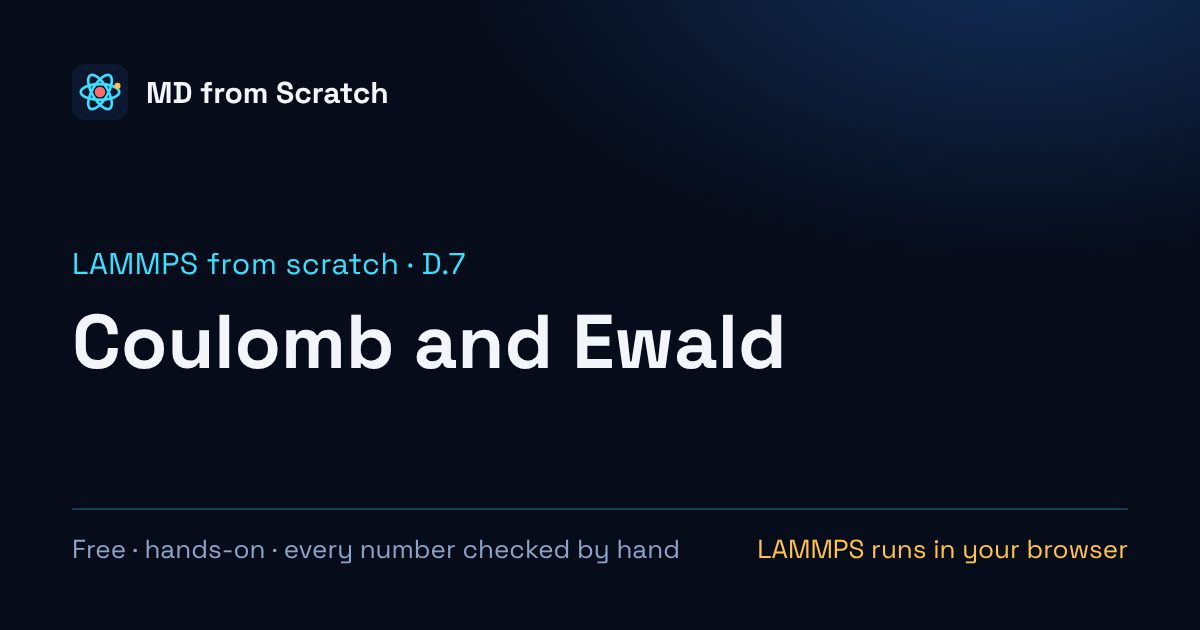 MD from Scratch
LAMMPS from scratch · D.7
Coulomb and Ewald
Free · hands-on · every number checked by hand
LAMMPS runs in your browser